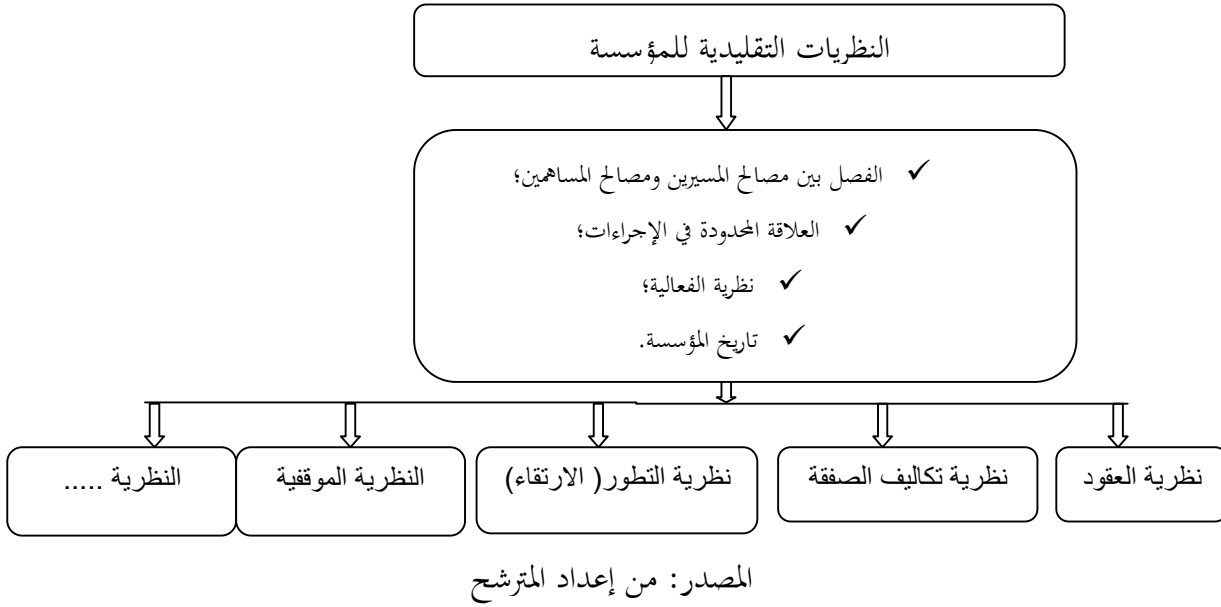 النظريات التقليدية للمؤسسة
✓ الفصل بين مصالح المسيرين ومصالح المساهمين؛
✓ العلاقة المحدودة في الإجراءات؛
✓ نظرية الفعالية؛
✓ تاريخ المؤسسة.
نظرية العقود
نظرية تكاليف الصفقة
نظرية التطور( الارتقاء)
النظرية الموقفية
النظرية .....
المصدر: من إعداد المترشح